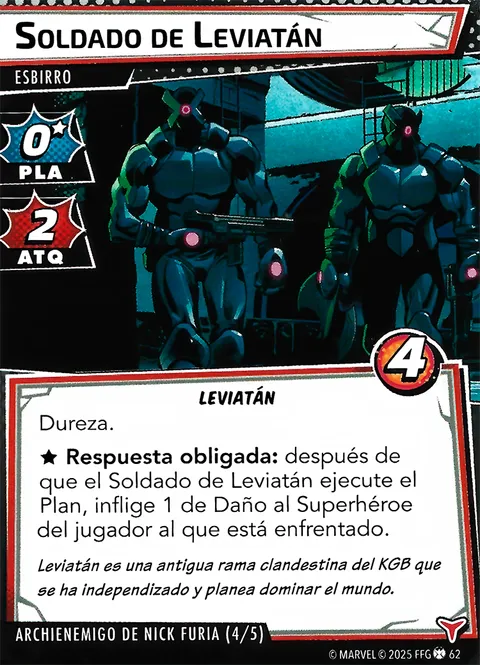 SOLDADO DE LEVIATÁN
ESBIRRO
0★
PLA
2
ATQ
4
LEVIATÁN
Dureza.
★ Respuesta obligada: después de
que el Soldado de Leviatán ejecute el
Plan, inflige 1 de Daño al Superhéroe
del jugador al que está enfrentado.
Leviatán es una antigua rama clandestina del KGB que
se ha independizado y planea dominar el mundo.
ARCHIENEMIGO DE NICK FURIA (4/5)
© MARVEL © 2025 FFG 62